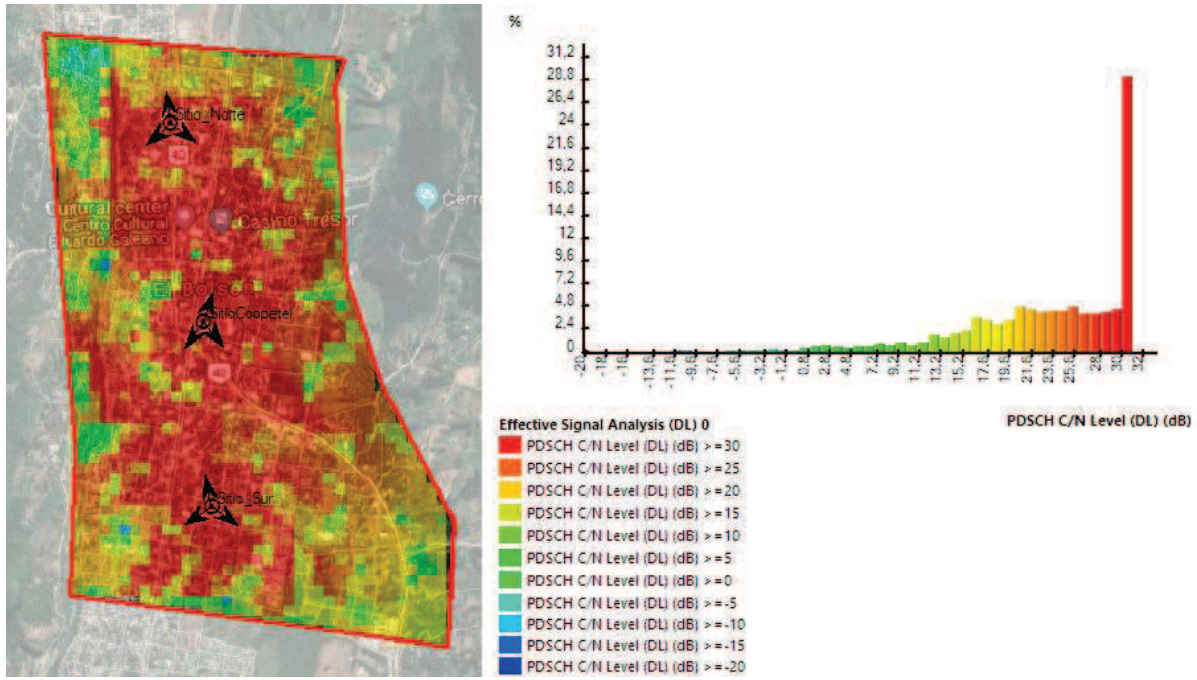 Sitio_Norte
40
Cultural center
Centro Cultural
Eduardo Galeano
Casino Tresor
Cerr
El Bolsón
SitioCoopetel
40
Sitio_Sur
%
31,2
28,8
26,4
24
21,6
19,2
16,8
14,4
12
9,6
7,2
4,8
2,4
0
-20
-18
-16
-13,6
-11,6
-9,6
-7,6
-5,6
-3,2
-1,2
0,8
2,8
4,8
7,2
9,2
11,2
13,2
15,2
17,6
19,6
21,6
23,6
25,6
28
30
32
PDSCH C/N Level (DL) (dB)
Effective Signal Analysis (DL) 0
PDSCH C/N Level (DL) (dB) >=30
PDSCH C/N Level (DL) (dB) >=25
PDSCH C/N Level (DL) (dB) >=20
PDSCH C/N Level (DL) (dB) >=15
PDSCH C/N Level (DL) (dB) >=10
PDSCH C/N Level (DL) (dB) >=5
PDSCH C/N Level (DL) (dB) >=0
PDSCH C/N Level (DL) (dB) >=-5
PDSCH C/N Level (DL) (dB) >=-10
PDSCH C/N Level (DL) (dB) >=-15
PDSCH C/N Level (DL) (dB) >=-20